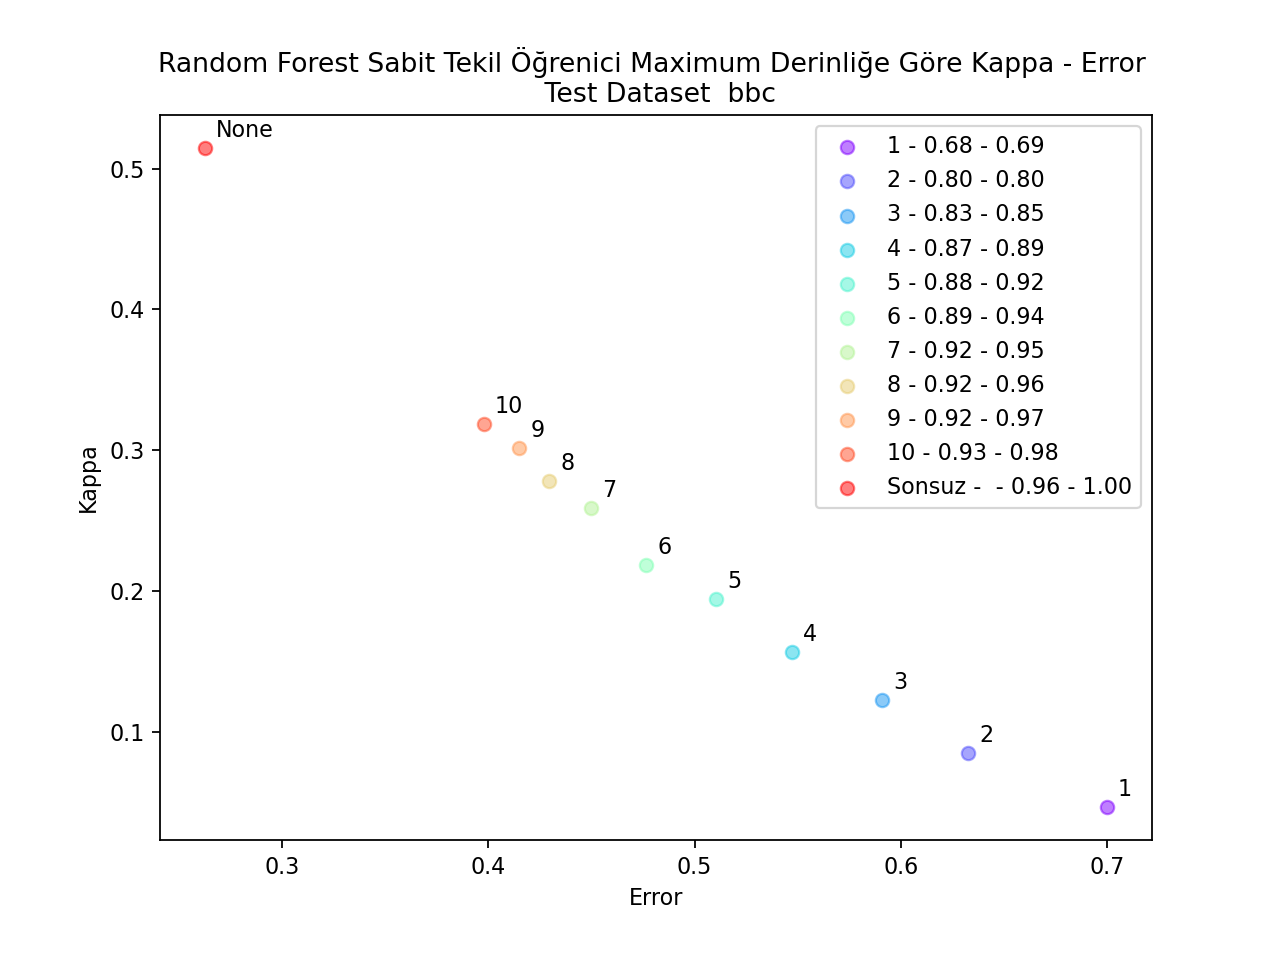 Random Forest Sabit Tekil Öğrenici Maximum Derinliğe Göre Kappa - Error
Test Dataset  bbc
None
1 - 0.68 - 0.69
2 - 0.80 - 0.80
3 - 0.83 - 0.85
4 - 0.87 - 0.89
5 - 0.88 - 0.92
6 - 0.89 - 0.94
7 - 0.92 - 0.95
8 - 0.92 - 0.96
9 - 0.92 - 0.97
10 - 0.93 - 0.98
Sonsuz -  - 0.96 - 1.00
0.5
0.4
0.3
0.2
0.1
Kappa
10
9
8
7
6
5
4
3
2
1
0.3
0.4
0.5
0.6
0.7
Error